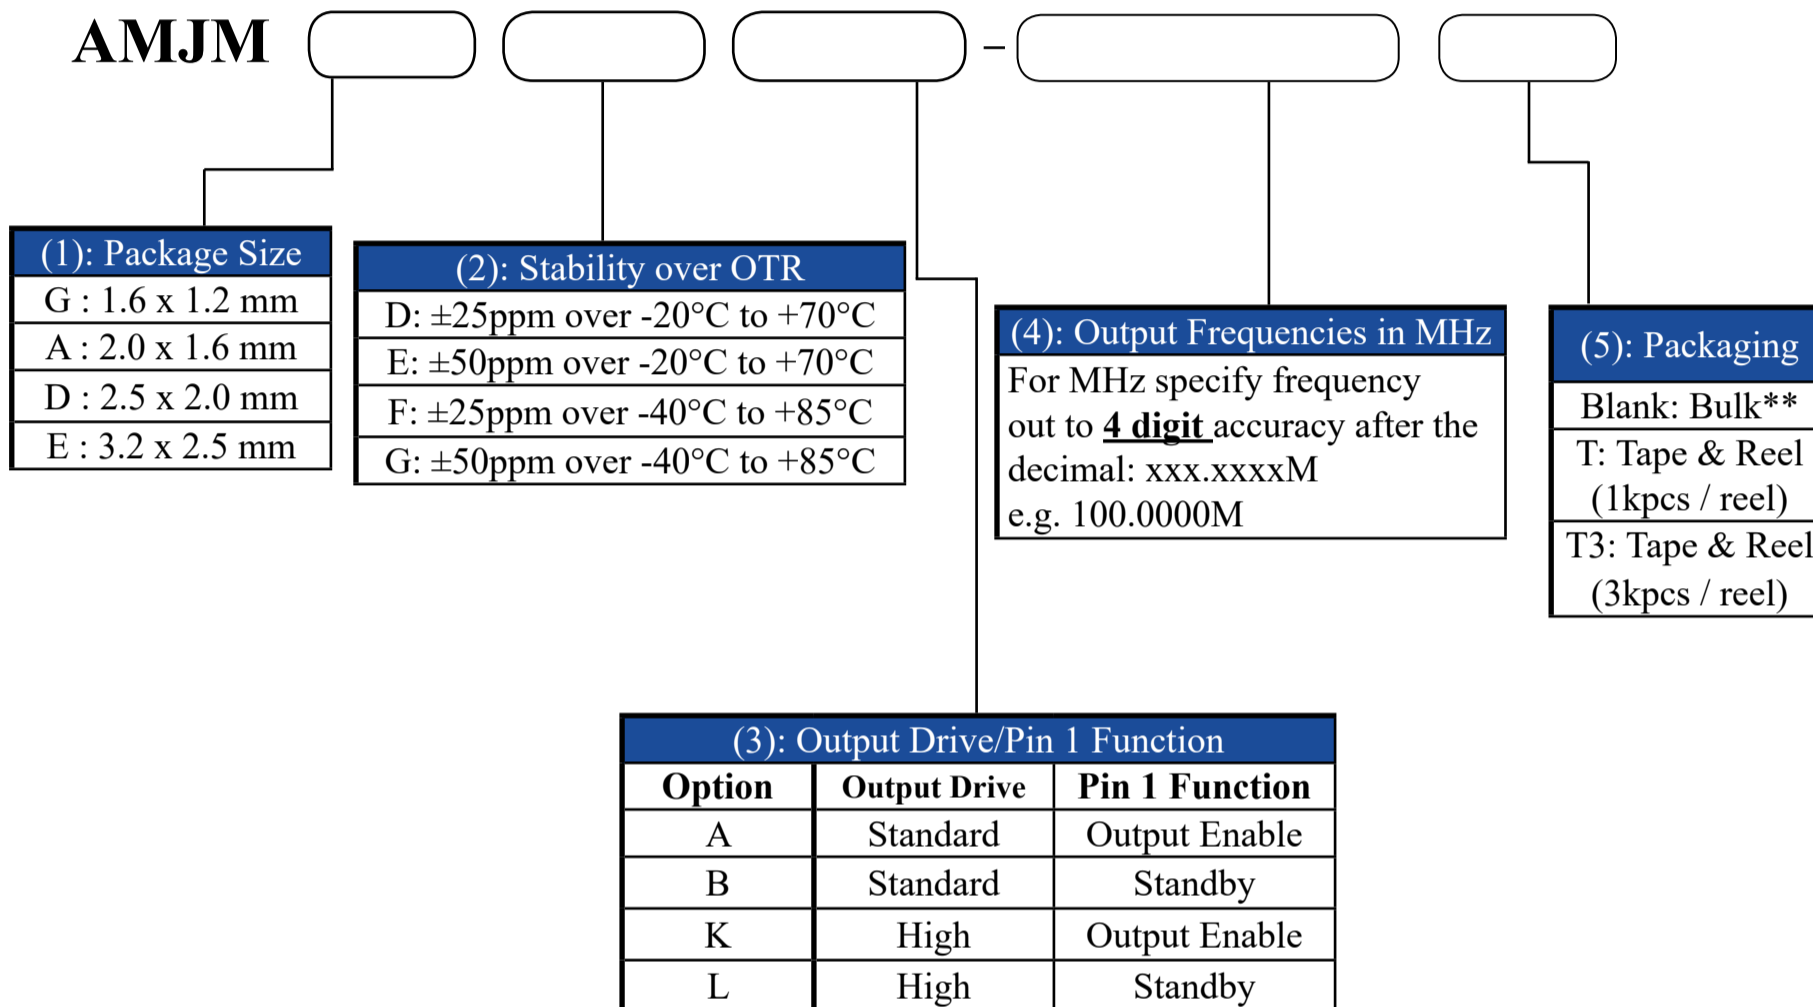 AMJM –
(1): Package Size
G : 1.6 x 1.2 mm
A : 2.0 x 1.6 mm
D : 2.5 x 2.0 mm
E : 3.2 x 2.5 mm
(2): Stability over OTR
D: ±25ppm over -20°C to +70°C
E: ±50ppm over -20°C to +70°C
F: ±25ppm over -40°C to +85°C
G: ±50ppm over -40°C to +85°C
(4): Output Frequencies in MHz
For MHz specify frequency
out to 4 digit accuracy after the
decimal: xxx.xxxxM
e.g. 100.0000M
(5): Packaging
Blank: Bulk**
T: Tape & Reel
(1kpcs / reel)
T3: Tape & Reel
(3kpcs / reel)
(3): Output Drive/Pin 1 Function
Option Output Drive Pin 1 Function
A Standard Output Enable
B Standard Standby
K High Output Enable
L High Standby